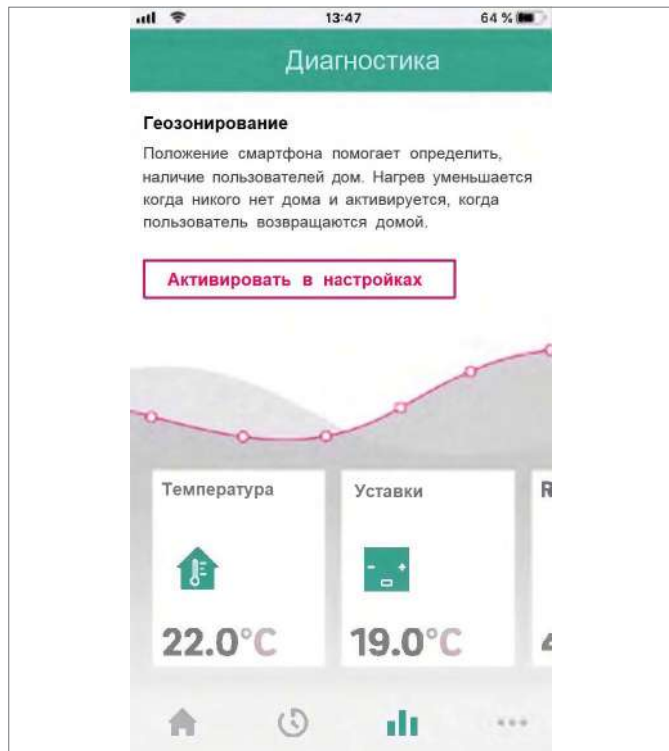 13:47
64 %
Диагностика
Геозонирование
Положение смартфона помогает определить,
наличие пользователей дом. Нагрев уменьшается
когда никого нет дома и активируется, когда
пользователь возвращаются домой.
Активировать в настройках
Температура
Уставки
R
22.0°C
19.0°C
4